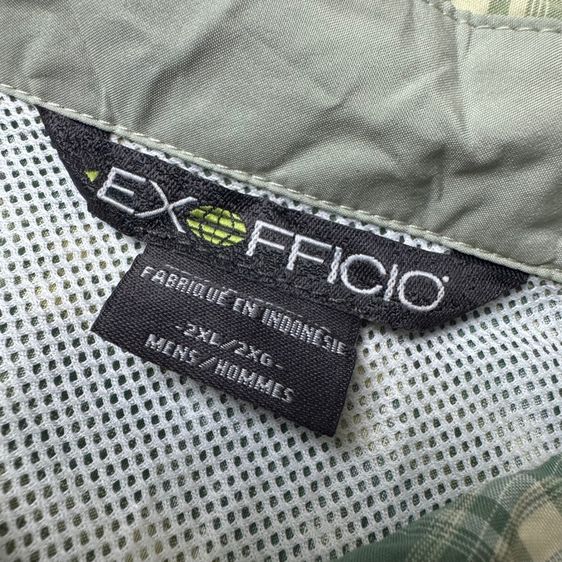 EXOFFICIO
FABRIQUÉ EN INDONÉSIE
-2XL/2XG-
MENS/HOMMES